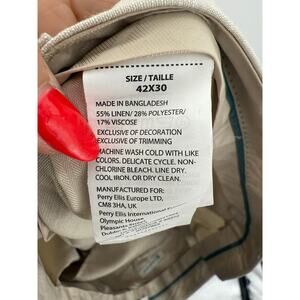 SIZE / TAILLE
42X30
MADE IN BANGLADESH
55% LINEN/ 28% POLYESTER/
17% VISCOSE
EXCLUSIVE OF DECORATION
EXCLUSIVE OF TRIMMING
MACHINE WASH COLD WITH LIKE
COLORS. DELICATE CYCLE. NON-
CHLORINE BLEACH. LINE DRY.
COOL IRON. OR DRY CLEAN.
MANUFACTURED FOR:
Perry Ellis Europe LTD,
CM8 3HA, UK
Perry Ellis International
Olympic House,
Pleasants
Dublin